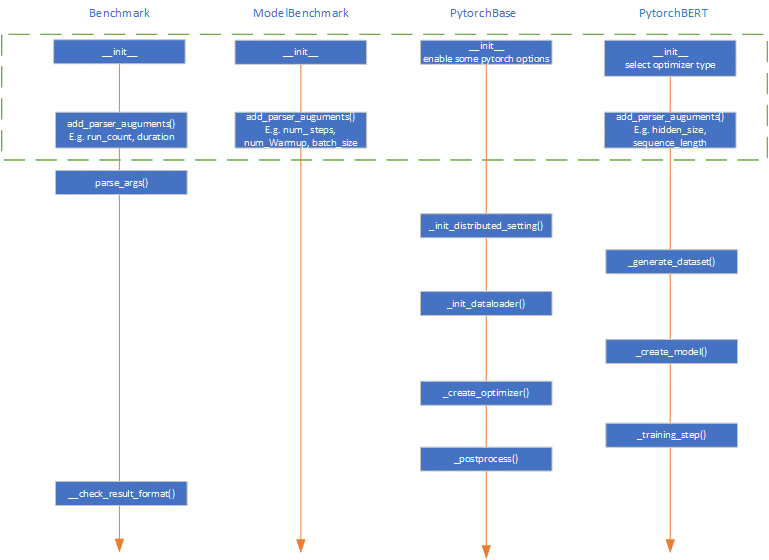 Benchmark
ModelBenchmark
PytorchBase
PytorchBERT
__init__
__init__
__init__
enable some pytorch options
__init__
select optimizer type
add_parser_auguments()
E.g. run_count, duration
add_parser_auguments()
E.g. num_ steps,
num_Warmup, batch_size
add_parser_auguments()
E.g. hidden_size,
sequence_length
parse_args()
_init_distributed_setting()
_generate_dataset()
_init_dataloader()
_create_model()
_create_optimizer()
_training_step()
_postprocess()
__check_result_format()